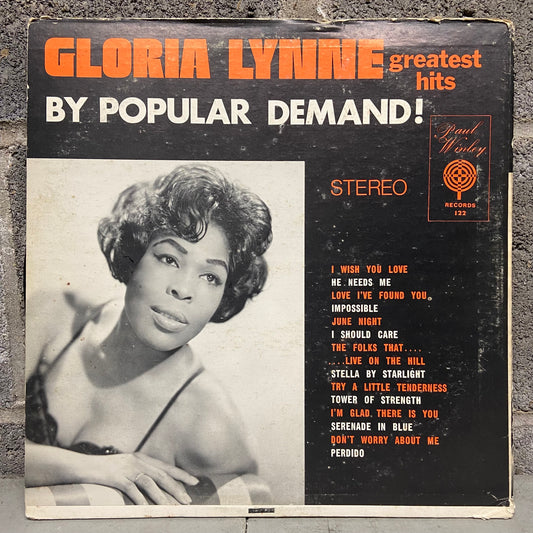 GLORIA LYNNE greatest hits
BY POPULAR DEMAND!
Paul
Winley
RECORDS
122
STEREO
I WISH YOU LOVE
HE NEEDS ME
LOVE I'VE FOUND YOU
IMPOSSIBLE
JUNE NIGHT
I SHOULD CARE
THE FOLKS THAT....
....LIVE ON THE HILL
STELLA BY STARLIGHT
TRY A LITTLE TENDERNESS
TOWER OF STRENGTH
I'M GLAD THERE IS YOU
SERENADE IN BLUE
DON'T WORRY ABOUT ME
PERDIDO